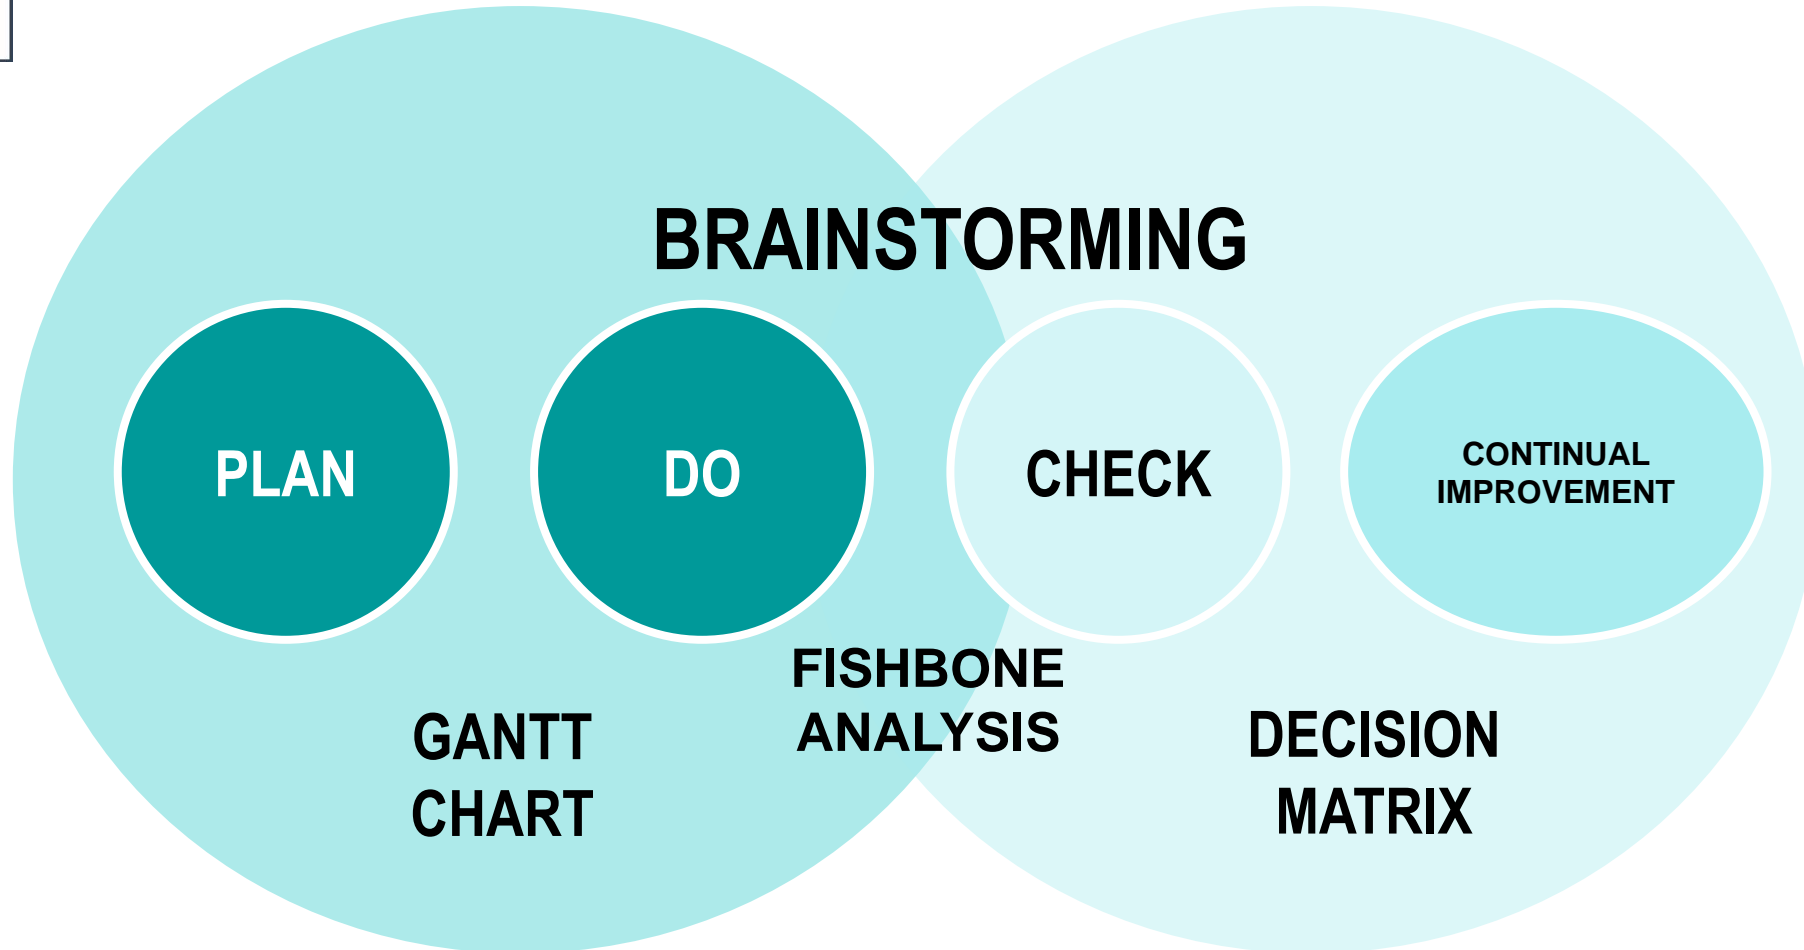 BRAINSTORMING
PLAN
DO
CHECK
CONTINUAL
IMPROVEMENT
FISHBONE
ANALYSIS
GANTT
CHART
DECISION
MATRIX